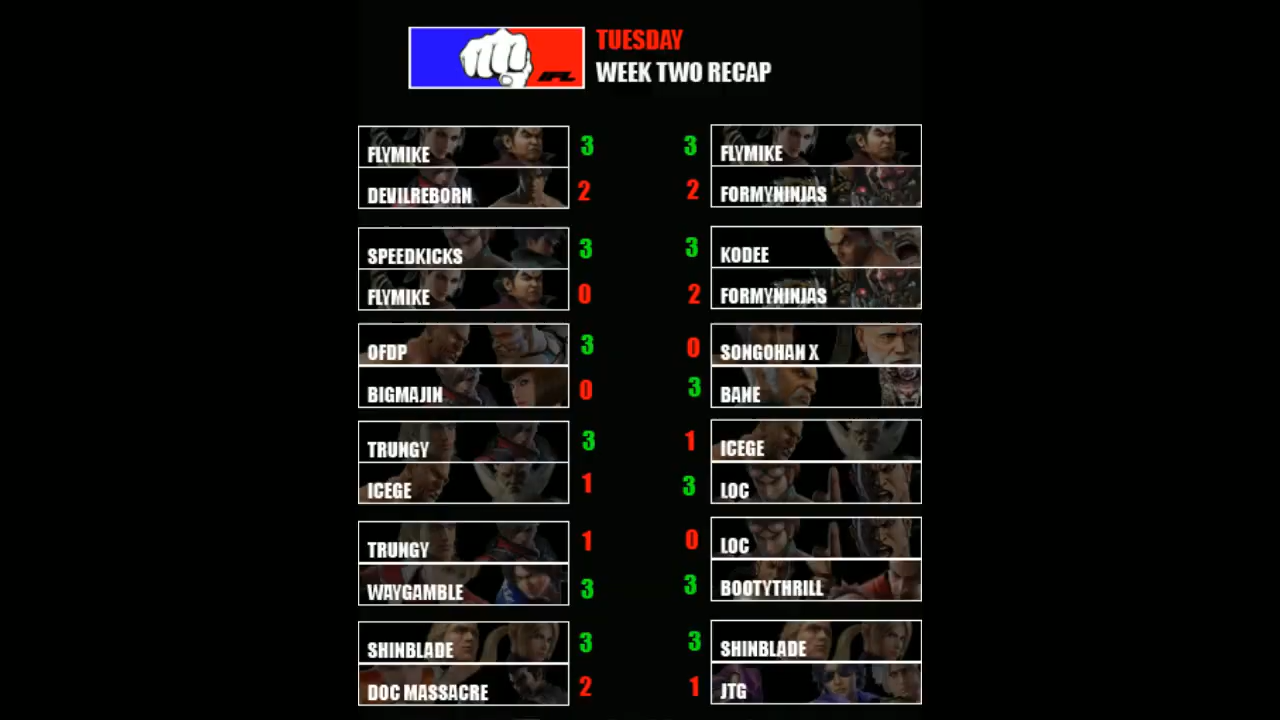 IFL
TUESDAY
WEEK TWO RECAP
FLYMIKE 3
DEVILREBORN 2
SPEEDKICKS 3
FLYMIKE 0
OFDP 3
BIGMAJIN 0
TRUNGY 3
ICEGE 1
TRUNGY 1
WAYGAMBLE 3
SHINBLADE 3
DOC MASSACRE 2
3 FLYMIKE
2 FORMYNINJAS
3 KODEE
2 FORMYNINJAS
0 SONGOHAN X
3 BANE
1 ICEGE
3 LOC
0 LOC
3 BOOTYTHRILL
3 SHINBLADE
1 JTG